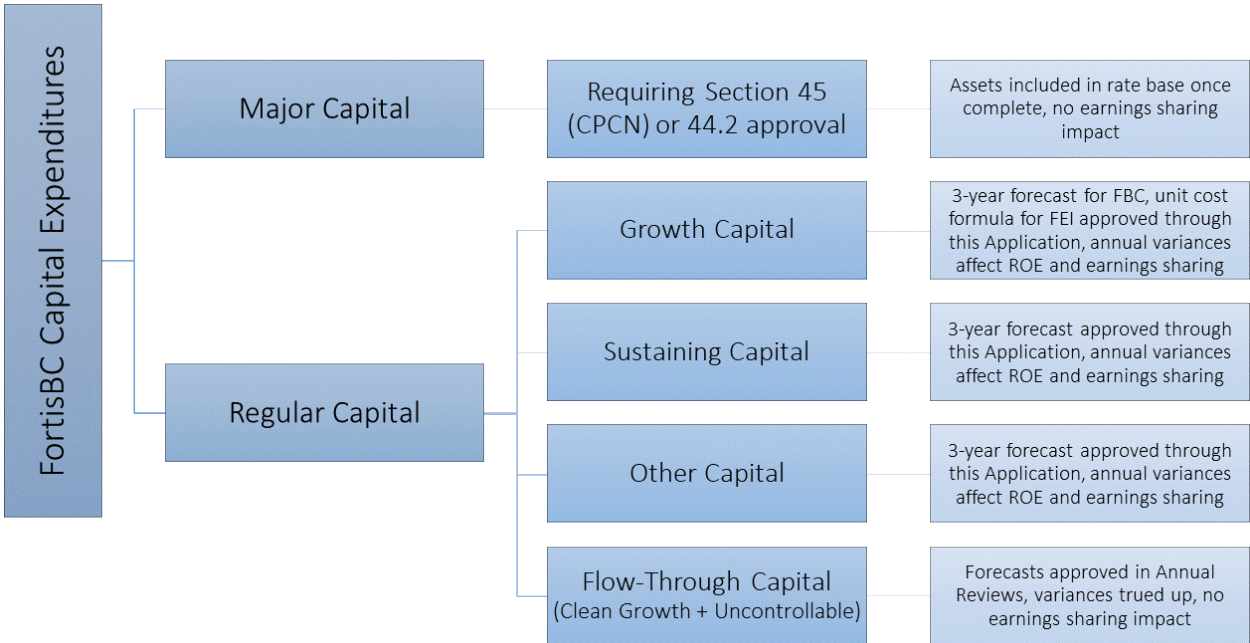 FortisBC Capital Expenditures
Major Capital
Requiring Section 45
(CPCN) or 44.2 approval
Assets included in rate base once
complete, no earnings sharing
impact
Regular Capital
Growth Capital
3-year forecast for FBC, unit cost
formula for FEI approved through
this Application, annual variances
affect ROE and earnings sharing
Sustaining Capital
3-year forecast approved through
this Application, annual variances
affect ROE and earnings sharing
Other Capital
3-year forecast approved through
this Application, annual variances
affect ROE and earnings sharing
Flow-Through Capital
(Clean Growth + Uncontrollable)
Forecasts approved in Annual
Reviews, variances trued up, no
earnings sharing impact